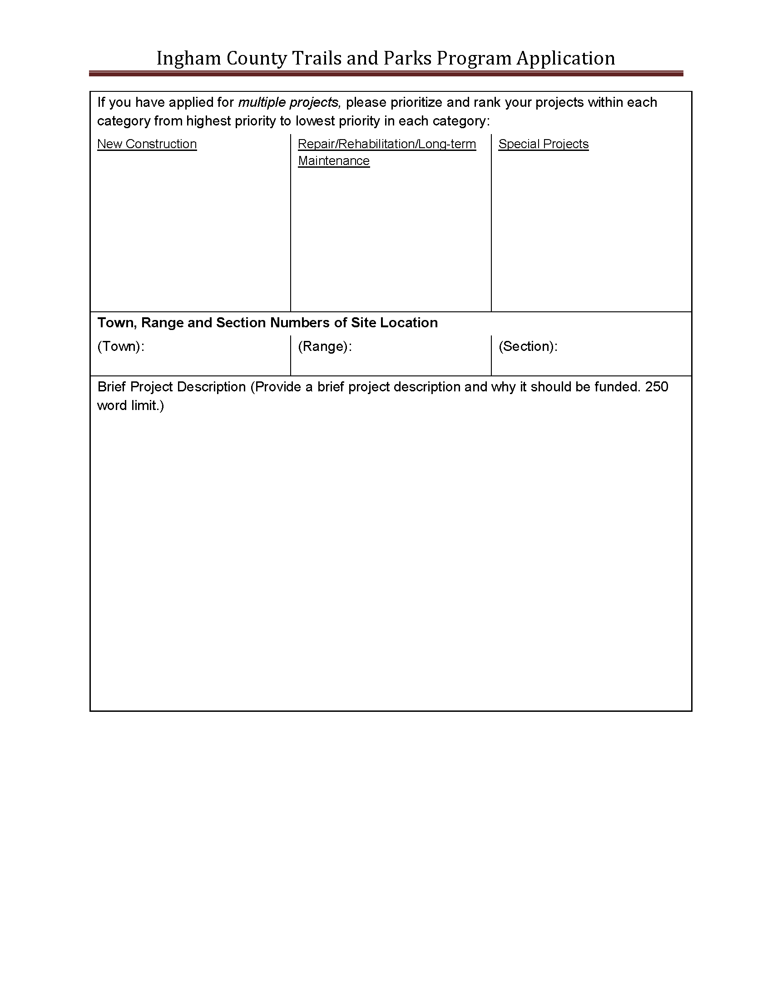 Ingham County Trails and Parks Program Application
If you have applied for multiple projects, please prioritize and rank your projects within each
category from highest priority to lowest priority in each category:
New Construction
Repair/Rehabilitation/Long-term
Maintenance
Special Projects
Town, Range and Section Numbers of Site Location
(Town):
(Range):
(Section):
Brief Project Description (Provide a brief project description and why it should be funded. 250
word limit.)